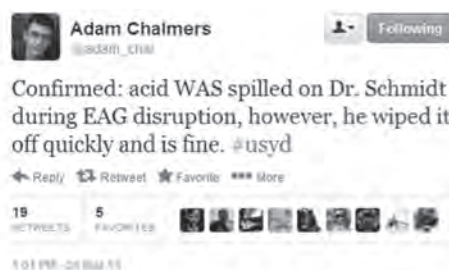 Adam Chalmers
@adam_chal
Following
Confirmed: acid WAS spilled on Dr. Schmidt
during EAG disruption, however, he wiped it
off quickly and is fine. #usyd
Reply Retweet Favorite More
19 5
RETWEETS FAVORITES